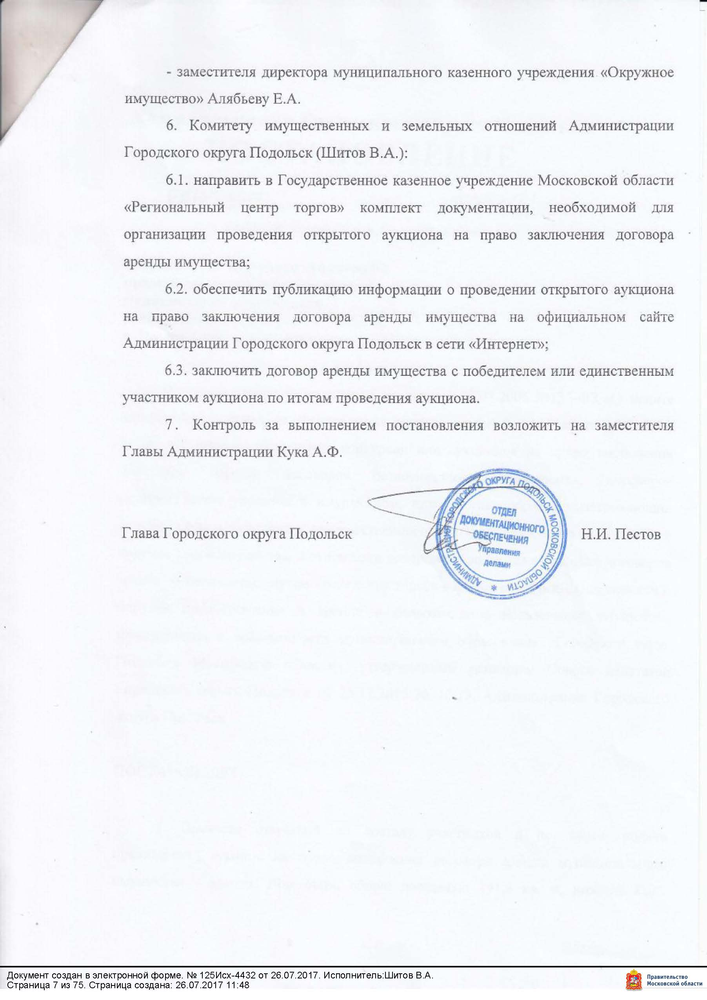 - заместителя директора муниципального казенного учреждения «Окружное
имущество» Алябьеву Е.А.
6. Комитету имущественных и земельных отношений Администрации
Городского округа Подольск (Шитов В.А.):
6.1. направить в Государственное казенное учреждение Московской области
«Региональный центр торгов» комплект документации, необходимой для
организации проведения открытого аукциона на право заключения договора
аренды имущества;
6.2. обеспечить публикацию информации о проведении открытого аукциона
на право заключения договора аренды имущества на официальном сайте
Администрации Городского округа Подольск в сети «Интернет»;
6.3. заключить договор аренды имущества с победителем или единственным
участником аукциона по итогам проведения аукциона.
7. Контроль за выполнением постановления возложить на заместителя
Главы Администрации Кука А.Ф.
Глава Городского округа Подольск
АДМИНИСТРАЦИЯ ГОРОДСКОГО ОКРУГА ПОДОЛЬСК МОСКОВСКОЙ ОБЛАСТИ *
ОТДЕЛ
ДОКУМЕНТАЦИОННОГО
ОБЕСПЕЧЕНИЯ
Управления
делами
Н.И. Пестов
Документ создан в электронной форме. № 125Исх-4432 от 26.07.2017. Исполнитель:Шитов В.А.
Страница 7 из 75. Страница создана: 26.07.2017 11:48
Правительство
Московской области